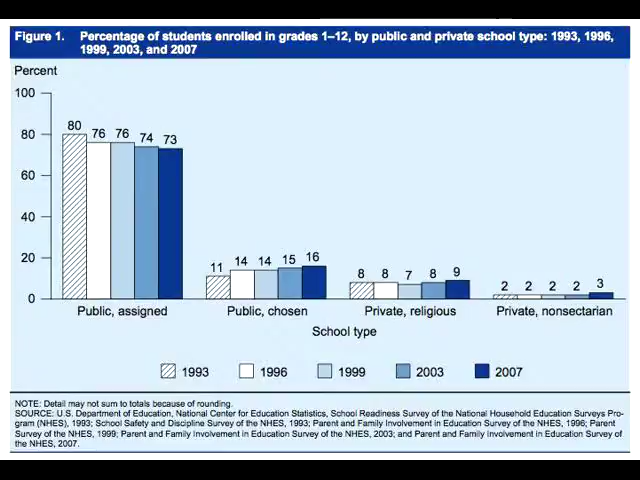 Figure 1. Percentage of students enrolled in grades 1–12, by public and private school type: 1993, 1996,
1999, 2003, and 2007
Percent
100
80
60
40
20
0
80 76 76 74 73
11 14 14 15 16
8 8 7 8 9
2 2 2 2 3
Public, assigned Public, chosen Private, religious Private, nonsectarian
School type
1993 1996 1999 2003 2007
NOTE: Detail may not sum to totals because of rounding.
SOURCE: U.S. Department of Education, National Center for Education Statistics, School Readiness Survey of the National Household Education Surveys Pro-
gram (NHES), 1993; School Safety and Discipline Survey of the NHES, 1993; Parent and Family Involvement in Education Survey of the NHES, 1996; Parent
Survey of the NHES, 1999; Parent and Family Involvement in Education Survey of the NHES, 2003; and Parent and Family Involvement in Education Survey of
the NHES, 2007.